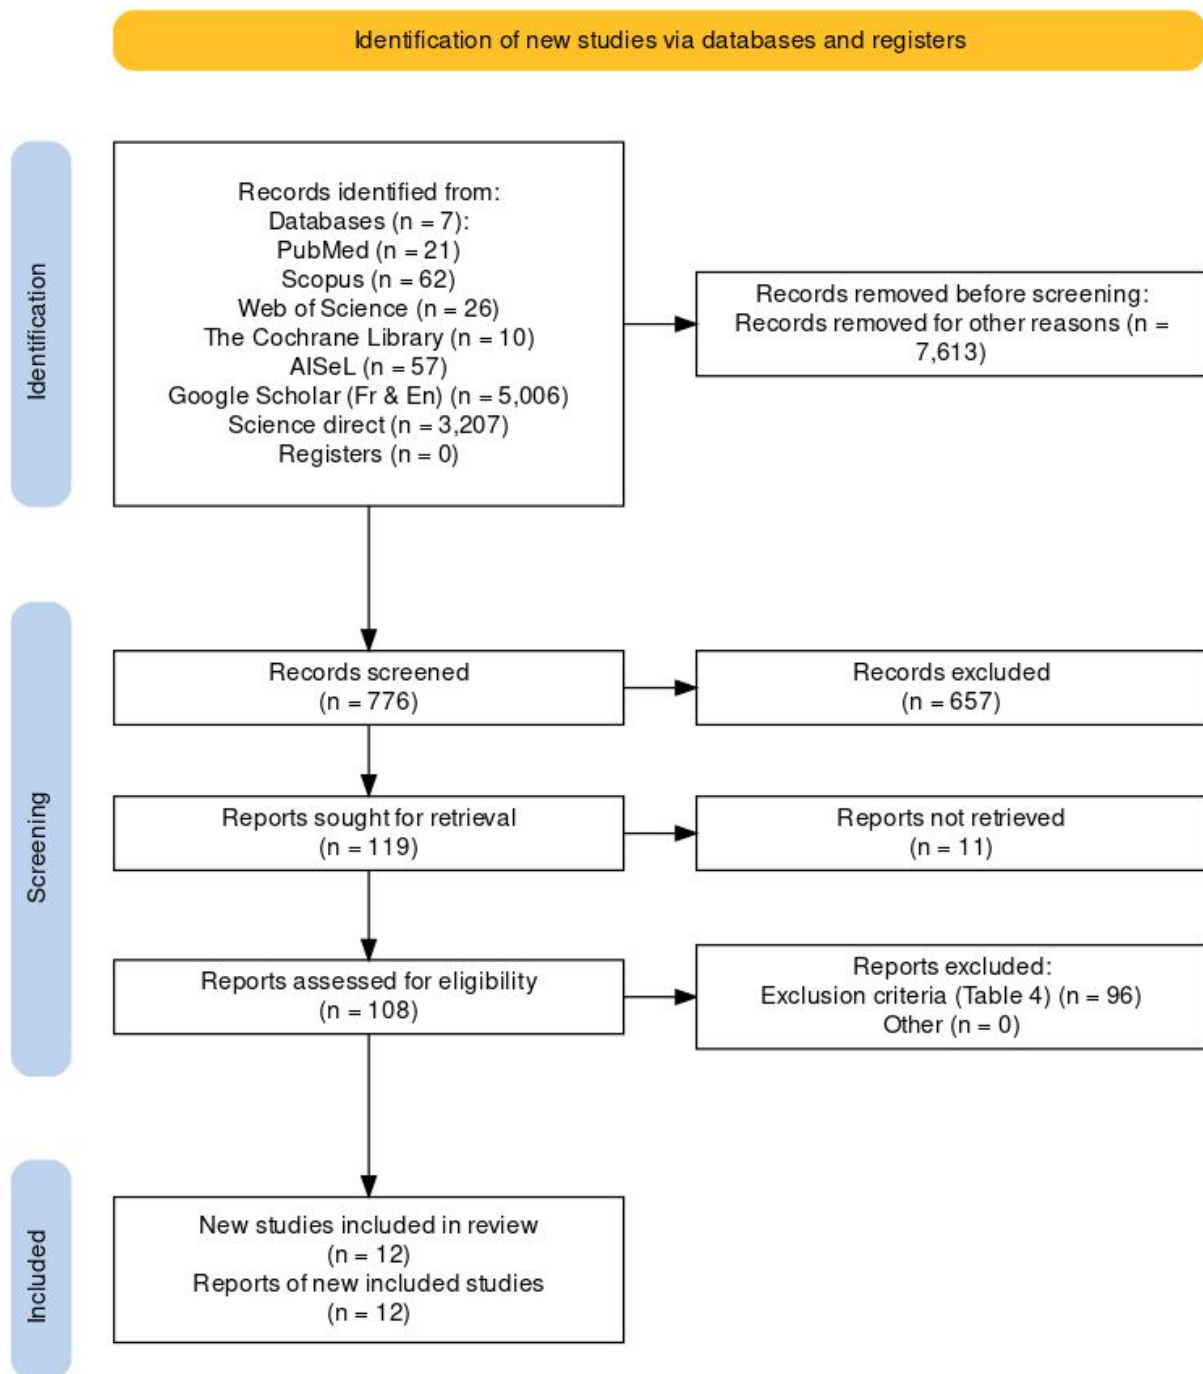 Identification of new studies via databases and registers
Identification
Records identified from:
Databases (n = 7):
PubMed (n = 21)
Scopus (n = 62)
Web of Science (n = 26)
The Cochrane Library (n = 10)
AISeL (n = 57)
Google Scholar (Fr & En) (n = 5,006)
Science direct (n = 3,207)
Registers (n = 0)
Records removed before screening:
Records removed for other reasons (n =
7,613)
Screening
Records screened
(n = 776)
Records excluded
(n = 657)
Reports sought for retrieval
(n = 119)
Reports not retrieved
(n = 11)
Reports assessed for eligibility
(n = 108)
Reports excluded:
Exclusion criteria (Table 4) (n = 96)
Other (n = 0)
Included
New studies included in review
(n = 12)
Reports of new included studies
(n = 12)